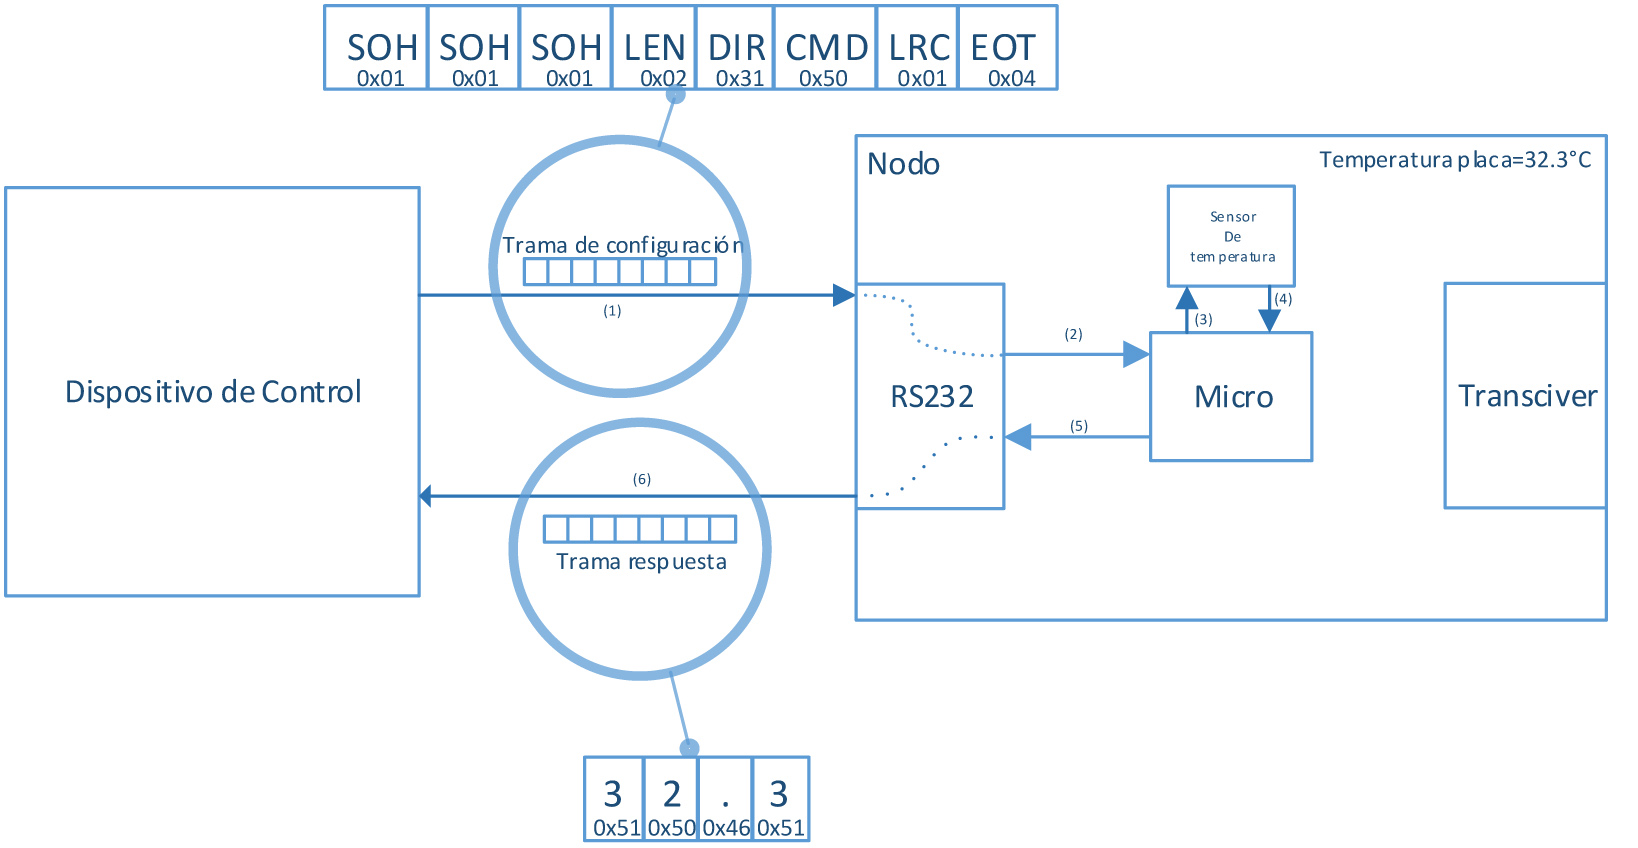 SOH SOH SOH LEN DIR CMD LRC EOT
0x01 0x01 0x01 0x02 0x31 0x50 0x01 0x04
Nodo
Temperatura placa=32.3°C
Sensor
De
temperatura
Trama de configuración
(1)
(2)
(3)
(4)
Dispositivo de Control
RS232
Micro
Transciver
(5)
(6)
Trama respuesta
3 2 . 3
0x51 0x50 0x46 0x51